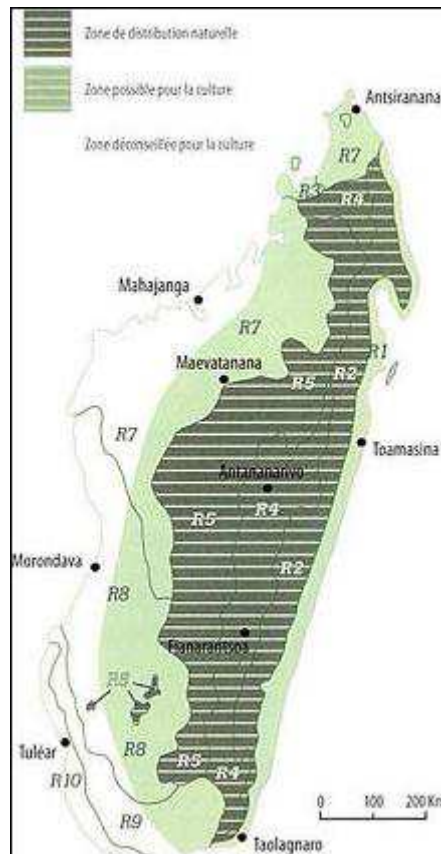 Zone de distribution naturelle
Zone possible pour la culture
Zone déconseillée pour la culture
Antsiranana
R7
R3
R4
Mahajanga
R7
R1
Maevatanana
R5
R2
Toamasina
R7
Antananarivo
R4
R5
Morondava
R2
R8
Fianarantsoa
R8
Tuléar
R5
R4
R10
R9
0 100 200 Km
Taolagnaro